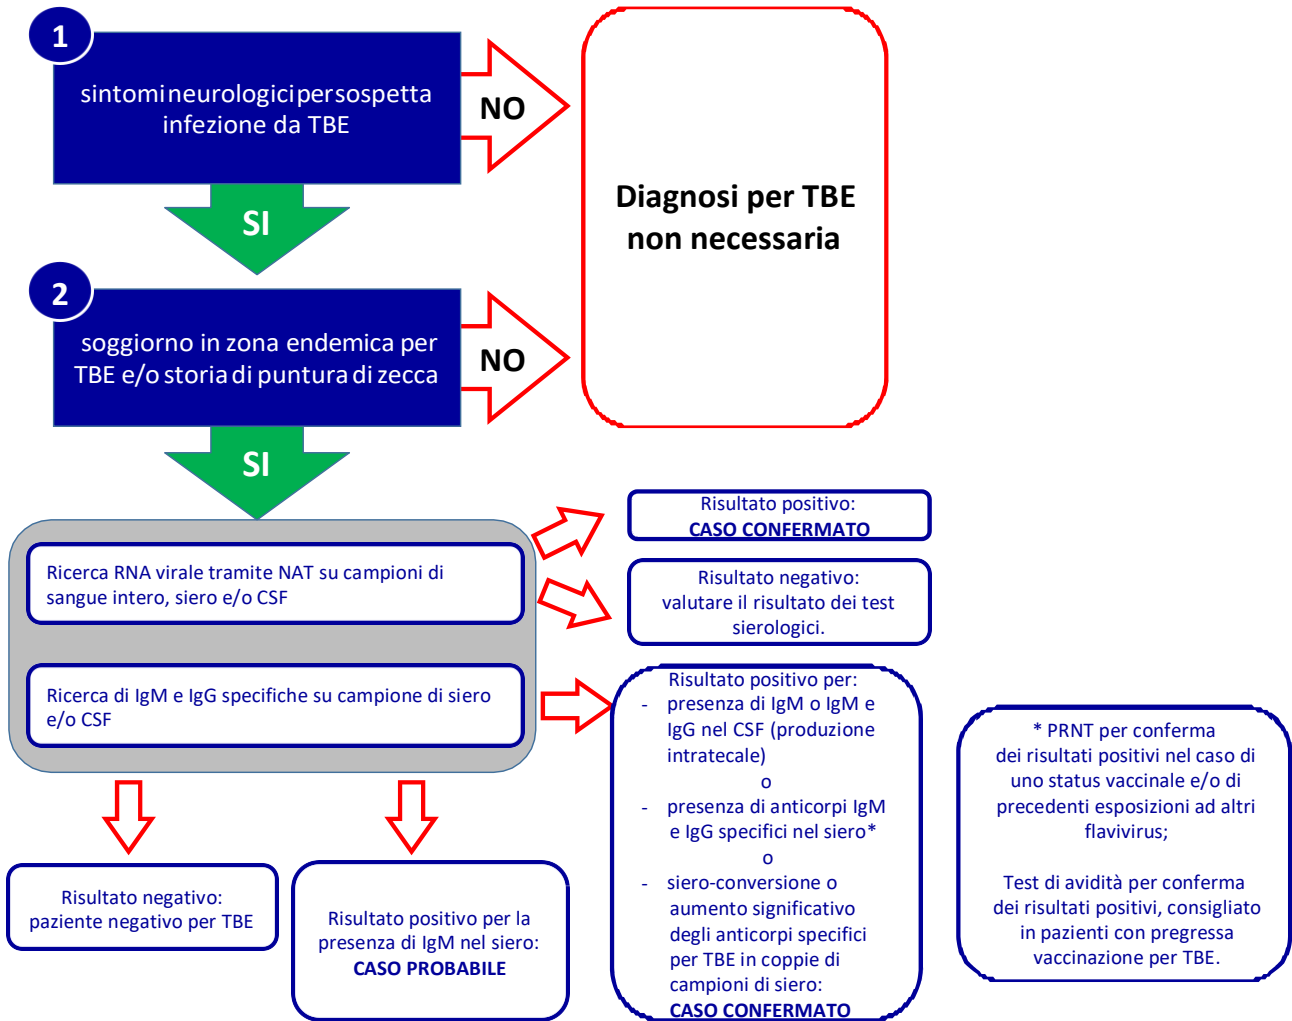 1
sintomi neurologici per sospetta
infezione da TBE
NO
SI
Diagnosi per TBE
non necessaria
2
soggiorno in zona endemica per
TBE e/o storia di puntura di zecca
NO
SI
Ricerca RNA virale tramite NAT su campioni di
sangue intero, siero e/o CSF
Risultato positivo:
CASO CONFERMATO
Risultato negativo:
valutare il risultato dei test
sierologici.
Ricerca di IgM e IgG specifiche su campione di siero
e/o CSF
Risultato positivo per:
- presenza di IgM o IgM e
IgG nel CSF (produzione
intratecale)
o
- presenza di anticorpi IgM
e IgG specifici nel siero*
o
- siero-conversione o
aumento significativo
degli anticorpi specifici
per TBE in coppie di
campioni di siero:
CASO CONFERMATO
* PRNT per conferma
dei risultati positivi nel caso di
uno status vaccinale e/o di
precedenti esposizioni ad altri
flavivirus;
Test di avidità per conferma
dei risultati positivi, consigliato
in pazienti con pregressa
vaccinazione per TBE.
Risultato negativo:
paziente negativo per TBE
Risultato positivo per la
presenza di IgM nel siero:
CASO PROBABILE